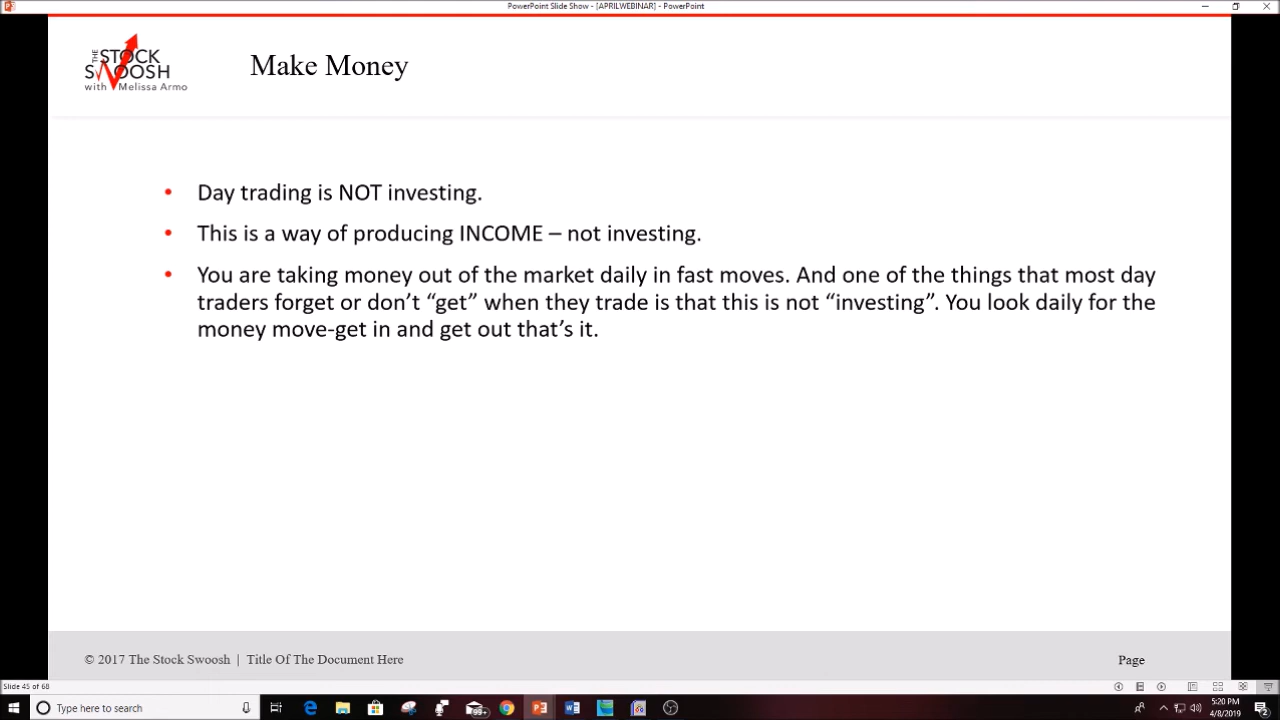 PowerPoint Slide Show - [APRILWEBINAR] - PowerPoint
THE STOCK
SWOOSH
with Melissa Armo
Make Money
• Day trading is NOT investing.
• This is a way of producing INCOME – not investing.
• You are taking money out of the market daily in fast moves. And one of the things that most day
traders forget or don’t “get” when they trade is that this is not “investing”. You look daily for the
money move-get in and get out that’s it.
© 2017 The Stock Swoosh | Title Of The Document Here
Page
Slide 45 of 68
Type here to search
99+
5:20 PM
4/8/2019
2